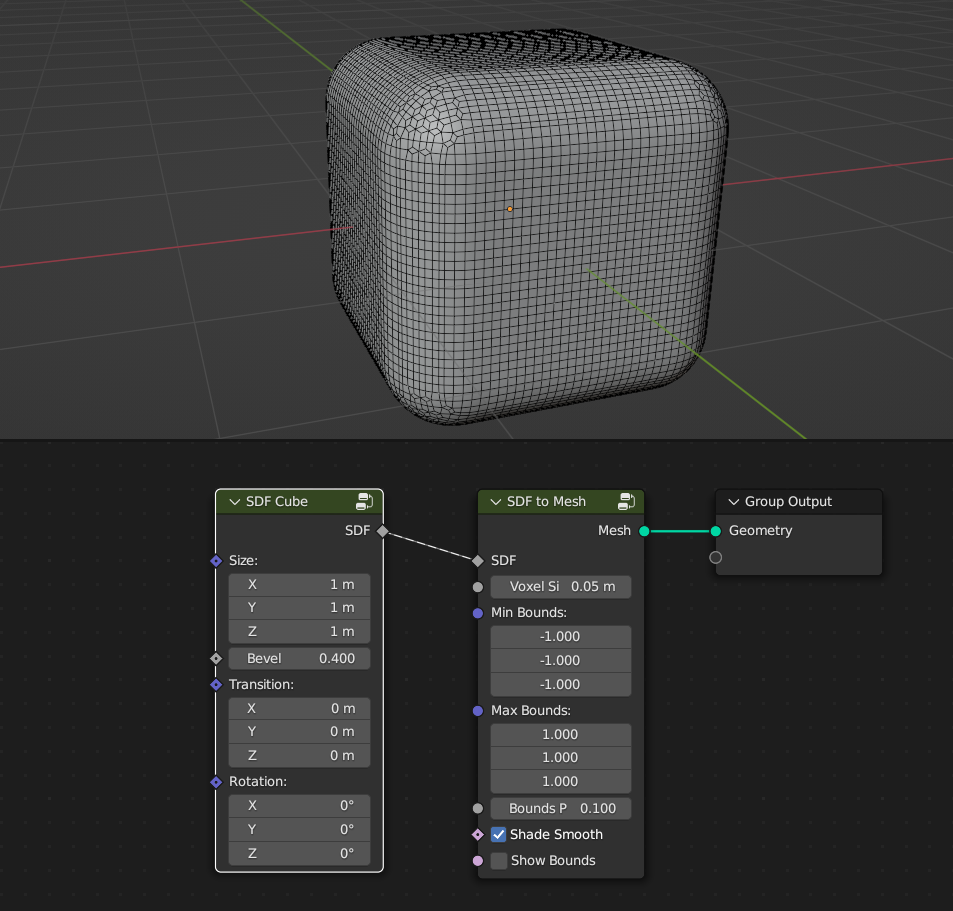 SDF Cube
SDF
Size:
X 1 m
Y 1 m
Z 1 m
Bevel 0.400
Transition:
X 0 m
Y 0 m
Z 0 m
Rotation:
X 0°
Y 0°
Z 0°
SDF to Mesh
Mesh
SDF
Voxel Si 0.05 m
Min Bounds:
-1.000
-1.000
-1.000
Max Bounds:
1.000
1.000
1.000
Bounds P 0.100
Shade Smooth
Show Bounds
Group Output
Geometry